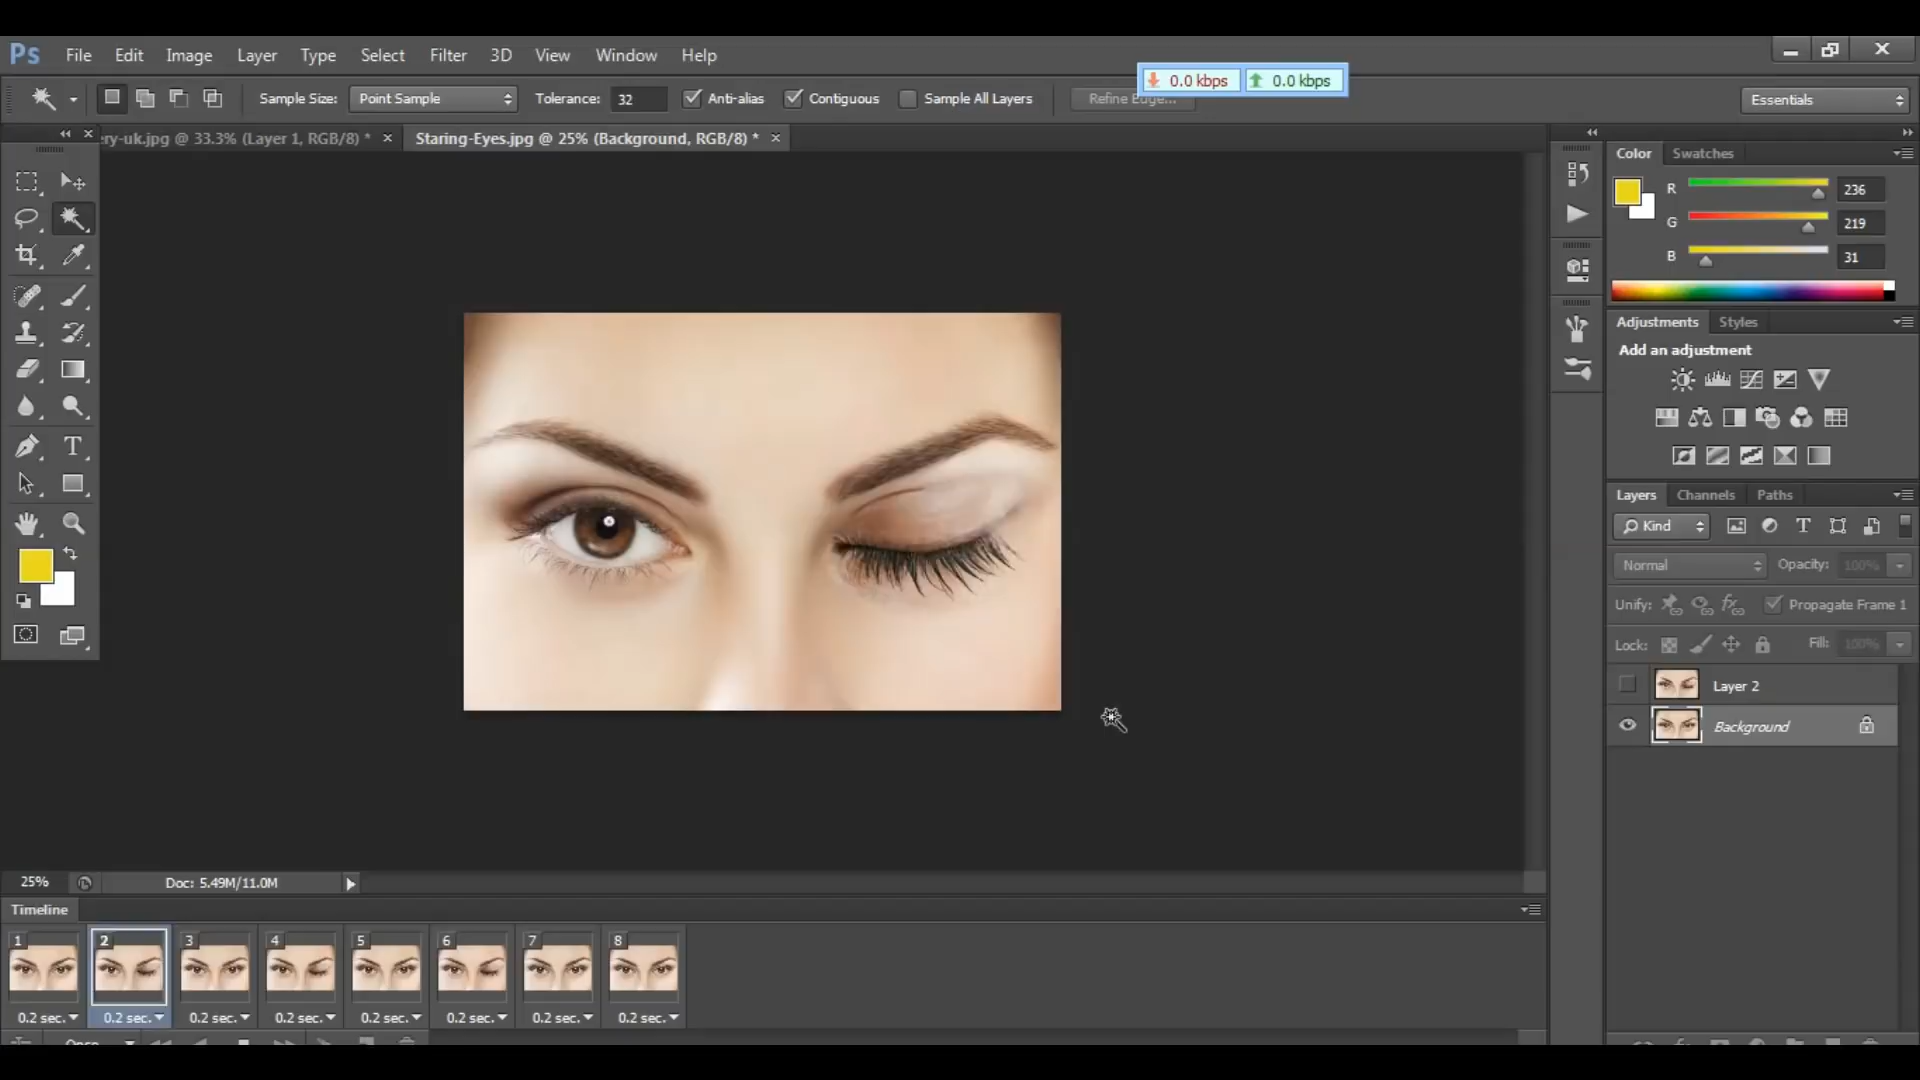 Ps File Edit Image Layer Type Select Filter 3D View Window Help
0.0 kbps 0.0 kbps
Sample Size: Point Sample Tolerance: 32 Anti-alias Contiguous Sample All Layers Refine Edge... Essentials
ry-uk.jpg @ 33.3% (Layer 1, RGB/8) * Staring-Eyes.jpg @ 25% (Background, RGB/8) *
Color Swatches
R 236
G 219
B 31
Adjustments Styles
Add an adjustment
Layers Channels Paths
Kind
Normal Opacity: 100%
Unify: Propagate Frame 1
Lock: Fill: 100%
Layer 2
Background
25% Doc: 5.49M/11.0M
Timeline
1 2 3 4 5 6 7 8
0.2 sec. 0.2 sec. 0.2 sec. 0.2 sec. 0.2 sec. 0.2 sec. 0.2 sec. 0.2 sec.